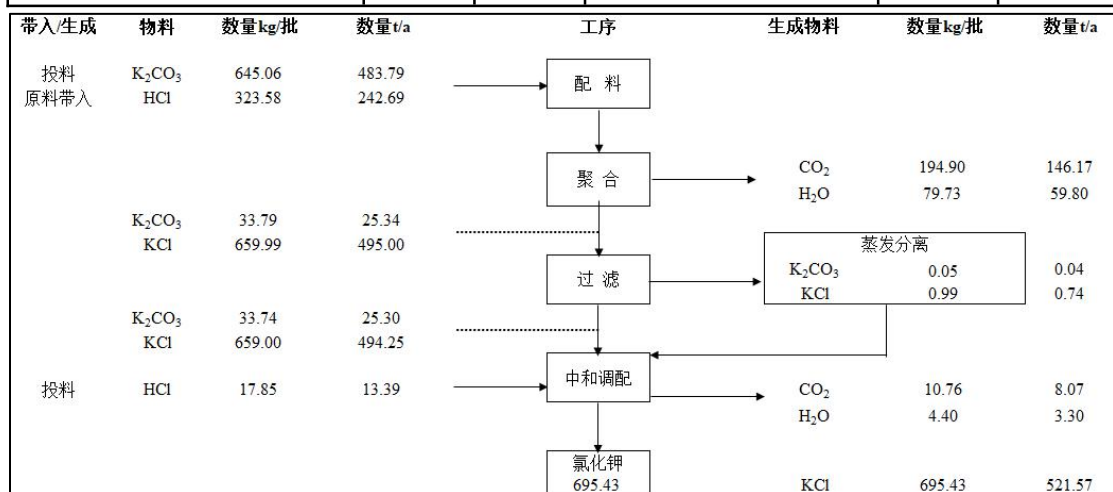 带入/生成 物料 数量kg/批 数量t/a 工序 生成物料 数量kg/批 数量t/a
投料 K₂CO₃ 645.06 483.79
原料带入 HCl 323.58 242.69
配 料
聚 合
CO₂ 194.90 146.17
H₂O 79.73 59.80
K₂CO₃ 33.79 25.34
KCl 659.99 495.00
蒸发分离
过 滤
K₂CO₃ 0.05 0.04
KCl 0.99 0.74
K₂CO₃ 33.74 25.30
KCl 659.00 494.25
中和调配
投料 HCl 17.85 13.39
CO₂ 10.76 8.07
H₂O 4.40 3.30
氯化钾
695.43 KCl 695.43 521.57